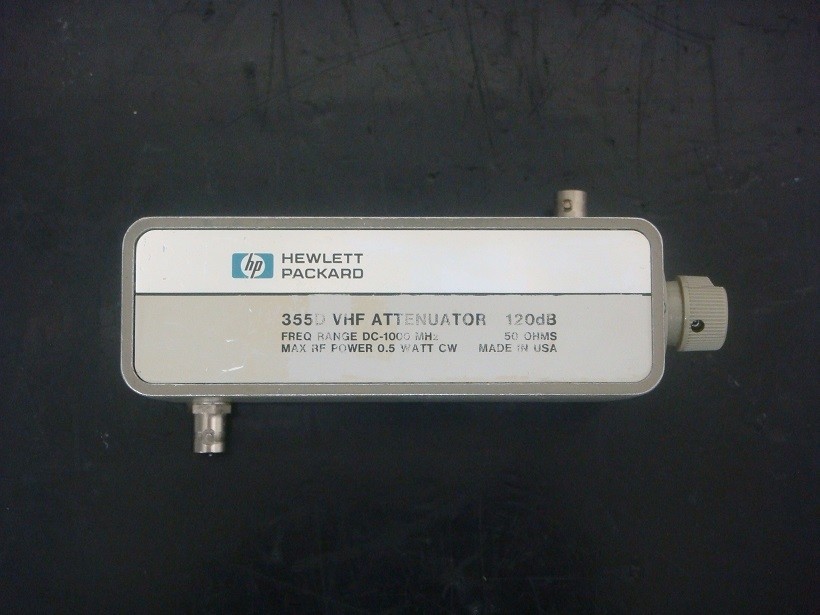 hp HEWLETT
PACKARD
355D VHF ATTENUATOR 120dB
FREQ RANGE DC-1000 MHz 50 OHMS
MAX RF POWER 0.5 WATT CW MADE IN USA